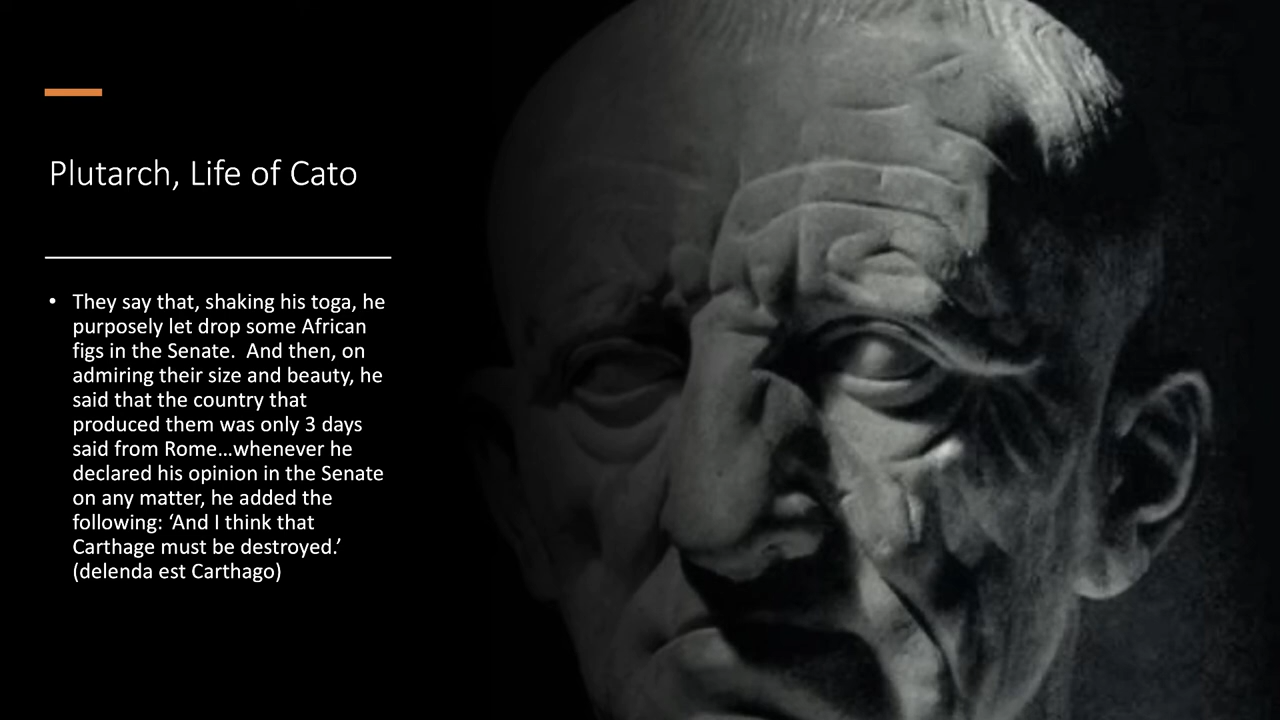 Plutarch, Life of Cato
• They say that, shaking his toga, he
purposely let drop some African
figs in the Senate.  And then, on
admiring their size and beauty, he
said that the country that
produced them was only 3 days
said from Rome…whenever he
declared his opinion in the Senate
on any matter, he added the
following: ‘And I think that
Carthage must be destroyed.’
(delenda est Carthago)